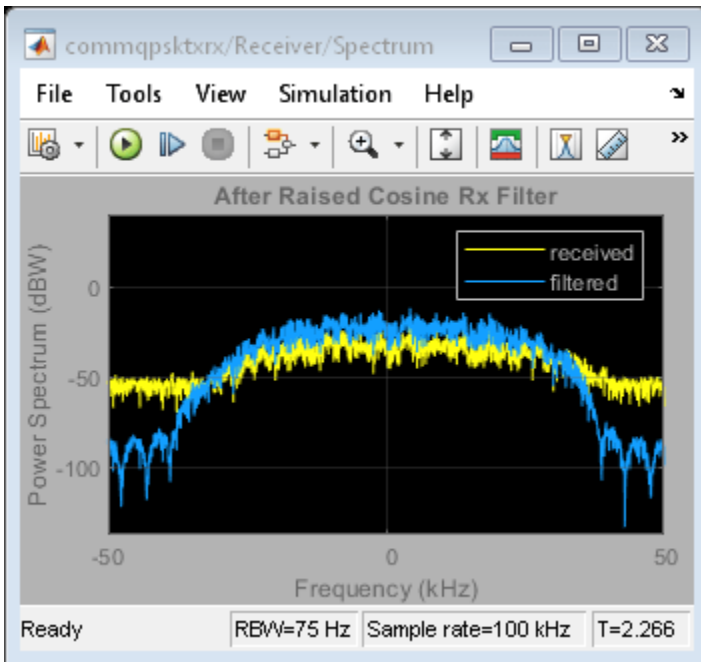 commqpsktxrx/Receiver/Spectrum
File Tools View Simulation Help
After Raised Cosine Rx Filter
received
filtered
Power Spectrum (dBW)
0
-50
-100
-50 0 50
Frequency (kHz)
Ready RBW=75 Hz Sample rate=100 kHz T=2.266